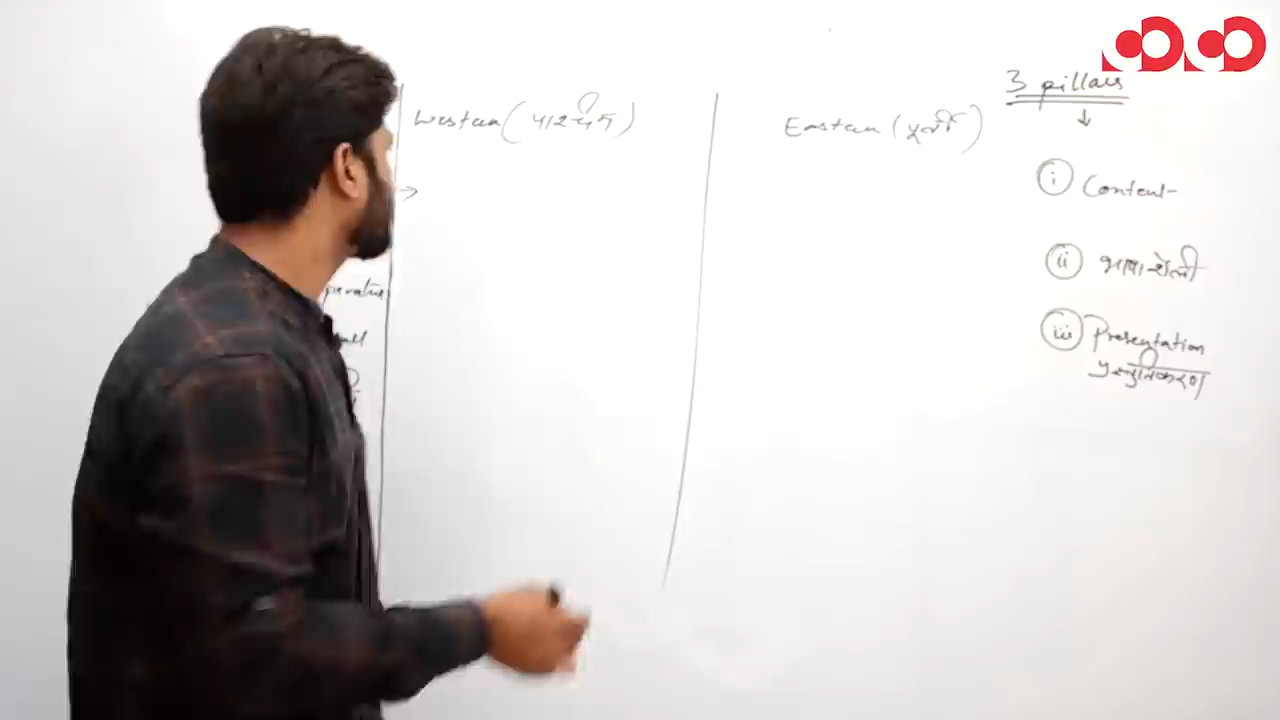 Western (पश्चिम)
Eastern (पूर्वी)
3 pillars
↓
→
(i) Content
(ii) भाषा शैली
(iii) Presentation
प्रस्तुतिकरण